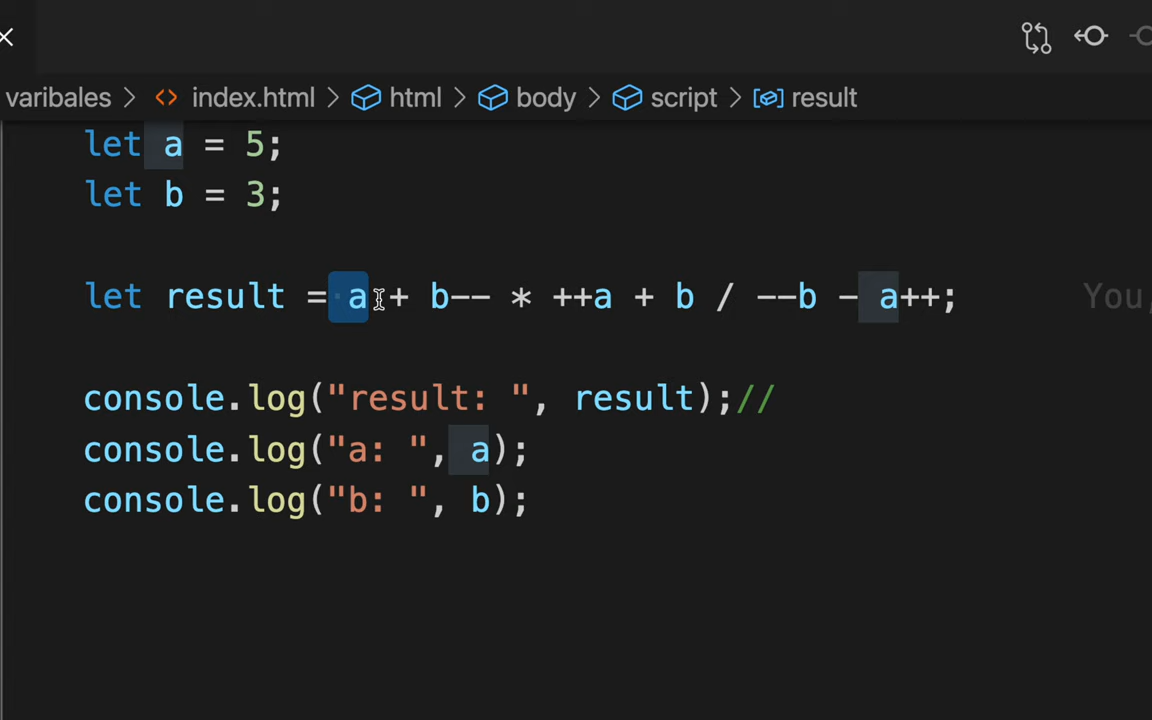 varibales > index.html > html > body > script > result
let a = 5;
let b = 3;
let result = a + b-- * ++a + b / --b - a++;
You,
console.log("result: ", result);//
console.log("a: ", a);
console.log("b: ", b);